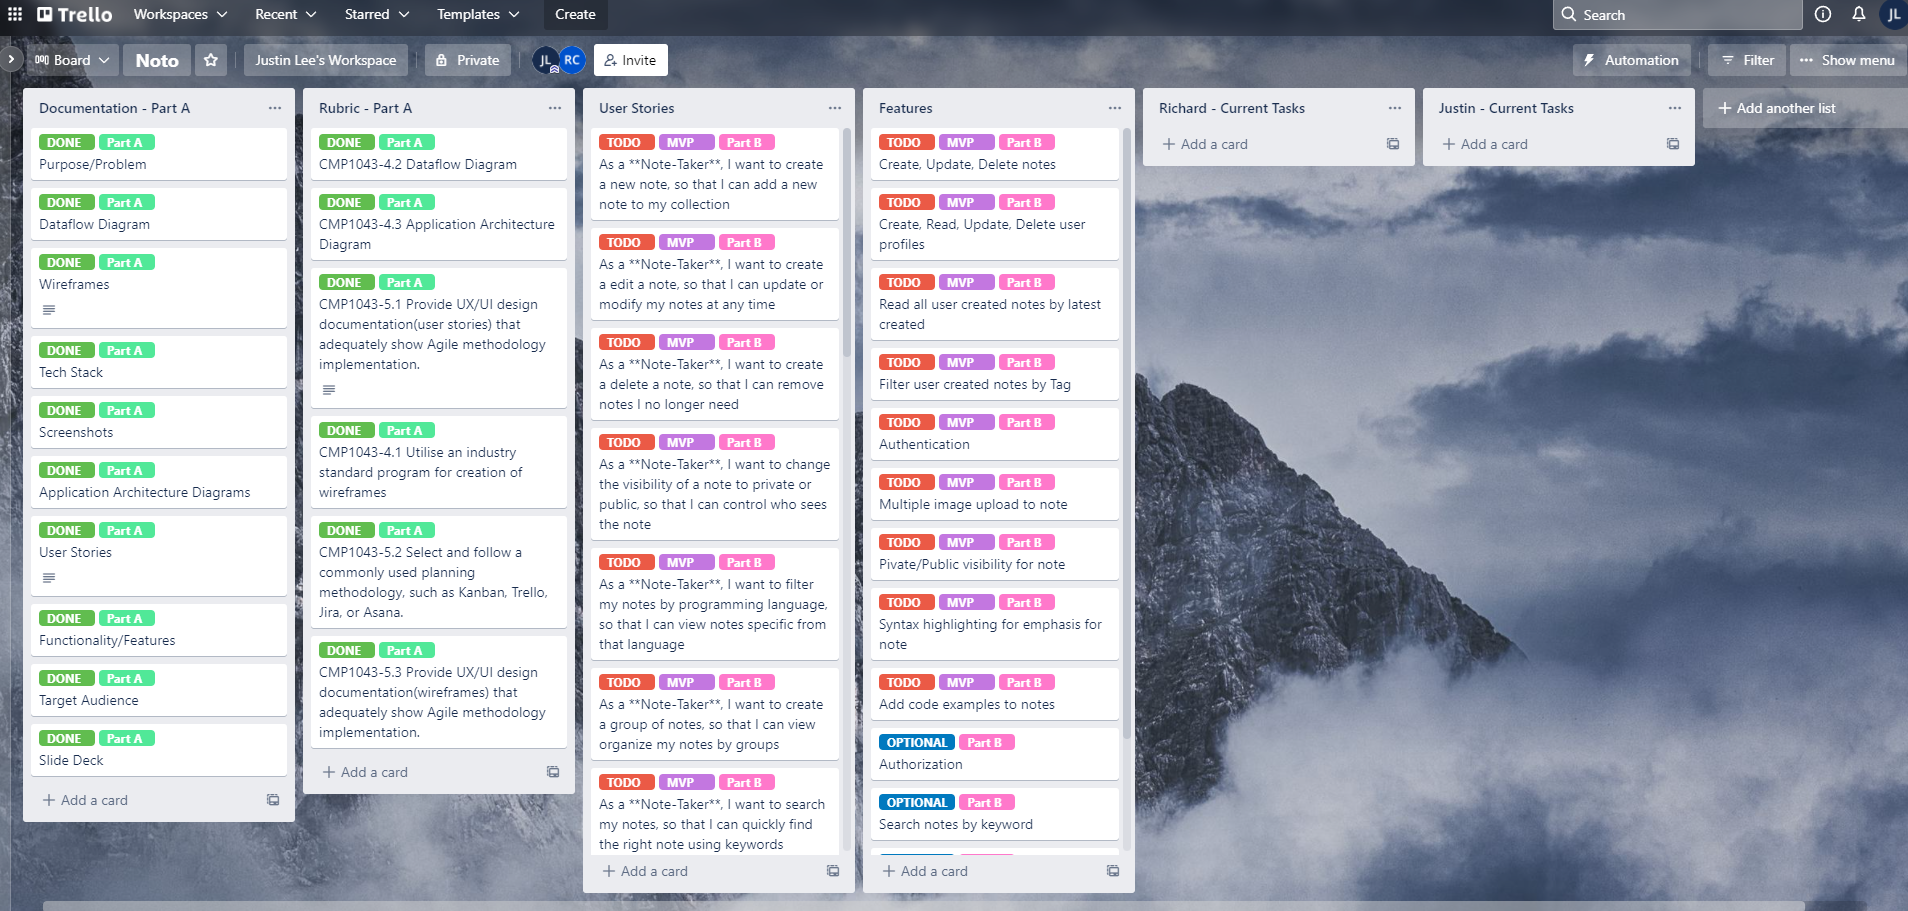 Trello
Workspaces
Recent
Starred
Templates
Create
Search
JL
Board
Noto
Justin Lee's Workspace
Private
JL
RC
Invite
Automation
Filter
Show menu
Documentation - Part A
DONE Part A
Purpose/Problem
DONE Part A
Dataflow Diagram
DONE Part A
Wireframes
DONE Part A
Tech Stack
DONE Part A
Screenshots
DONE Part A
Application Architecture Diagrams
DONE Part A
User Stories
DONE Part A
Functionality/Features
DONE Part A
Target Audience
DONE Part A
Slide Deck
+ Add a card
Rubric - Part A
DONE Part A
CMP1043-4.2 Dataflow Diagram
DONE Part A
CMP1043-4.3 Application Architecture
Diagram
DONE Part A
CMP1043-5.1 Provide UX/UI design
documentation(user stories) that
adequately show Agile methodology
implementation.
DONE Part A
CMP1043-4.1 Utilise an industry
standard program for creation of
wireframes
DONE Part A
CMP1043-5.2 Select and follow a
commonly used planning
methodology, such as Kanban, Trello,
Jira, or Asana.
DONE Part A
CMP1043-5.3 Provide UX/UI design
documentation(wireframes) that
adequately show Agile methodology
implementation.
+ Add a card
User Stories
TODO MVP Part B
As a **Note-Taker**, I want to create
a new note, so that I can add a new
note to my collection
TODO MVP Part B
As a **Note-Taker**, I want to create
a edit a note, so that I can update or
modify my notes at any time
TODO MVP Part B
As a **Note-Taker**, I want to create
a delete a note, so that I can remove
notes I no longer need
TODO MVP Part B
As a **Note-Taker**, I want to change
the visibility of a note to private or
public, so that I can control who sees
the note
TODO MVP Part B
As a **Note-Taker**, I want to filter
my notes by programming language,
so that I can view notes specific from
that language
TODO MVP Part B
As a **Note-Taker**, I want to create
a group of notes, so that I can view
organize my notes by groups
TODO MVP Part B
As a **Note-Taker**, I want to search
my notes, so that I can quickly find
the right note using keywords
+ Add a card
Features
TODO MVP Part B
Create, Update, Delete notes
TODO MVP Part B
Create, Read, Update, Delete user
profiles
TODO MVP Part B
Read all user created notes by latest
created
TODO MVP Part B
Filter user created notes by Tag
TODO MVP Part B
Authentication
TODO MVP Part B
Multiple image upload to note
TODO MVP Part B
Pivate/Public visibility for note
TODO MVP Part B
Syntax highlighting for emphasis for
note
TODO MVP Part B
Add code examples to notes
OPTIONAL Part B
Authorization
OPTIONAL Part B
Search notes by keyword
+ Add a card
Richard - Current Tasks
+ Add a card
Justin - Current Tasks
+ Add a card
+ Add another list